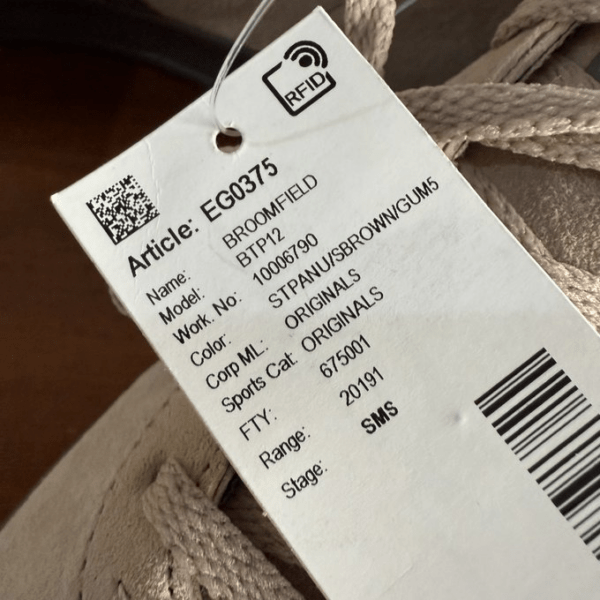 RFID
Article: EG0375
Name: BROOMFIELD
Model: BTP12
Work. No: 10006790
Color: STPANU/SBROWN/GUM5
Corp ML: ORIGINALS
Sports Cat: ORIGINALS
FTY: 675001
Range: 20191
Stage: SMS